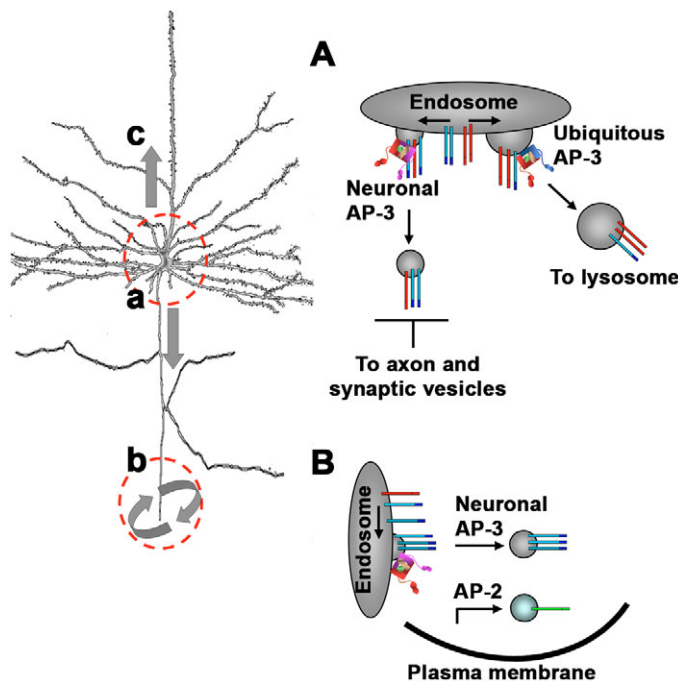 A
c
Endosome
Ubiquitous
AP-3
Neuronal
AP-3
a
To lysosome
To axon and
synaptic vesicles
b
B
Endosome
Neuronal
AP-3
AP-2
Plasma membrane